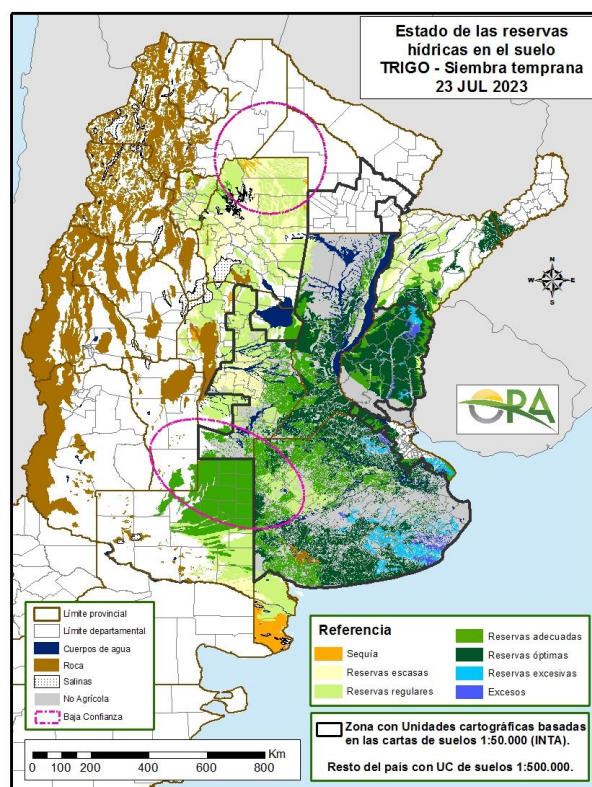 Estado de las reservas
hídricas en el suelo
TRIGO - Siembra temprana
23 JUL 2023
N
W
E
S
ORA
Límite provincial
Límite departamental
Cuerpos de agua
Roca
Salinas
No Agrícola
Baja Confianza
Referencia
Sequía
Reservas escasas
Reservas regulares
Reservas adecuadas
Reservas óptimas
Reservas excesivas
Excesos
Zona con Unidades cartográficas basadas
en las cartas de suelos 1:50.000 (INTA).
Resto del país con UC de suelos 1:500.000.
Km
0 100 200 400 600 800